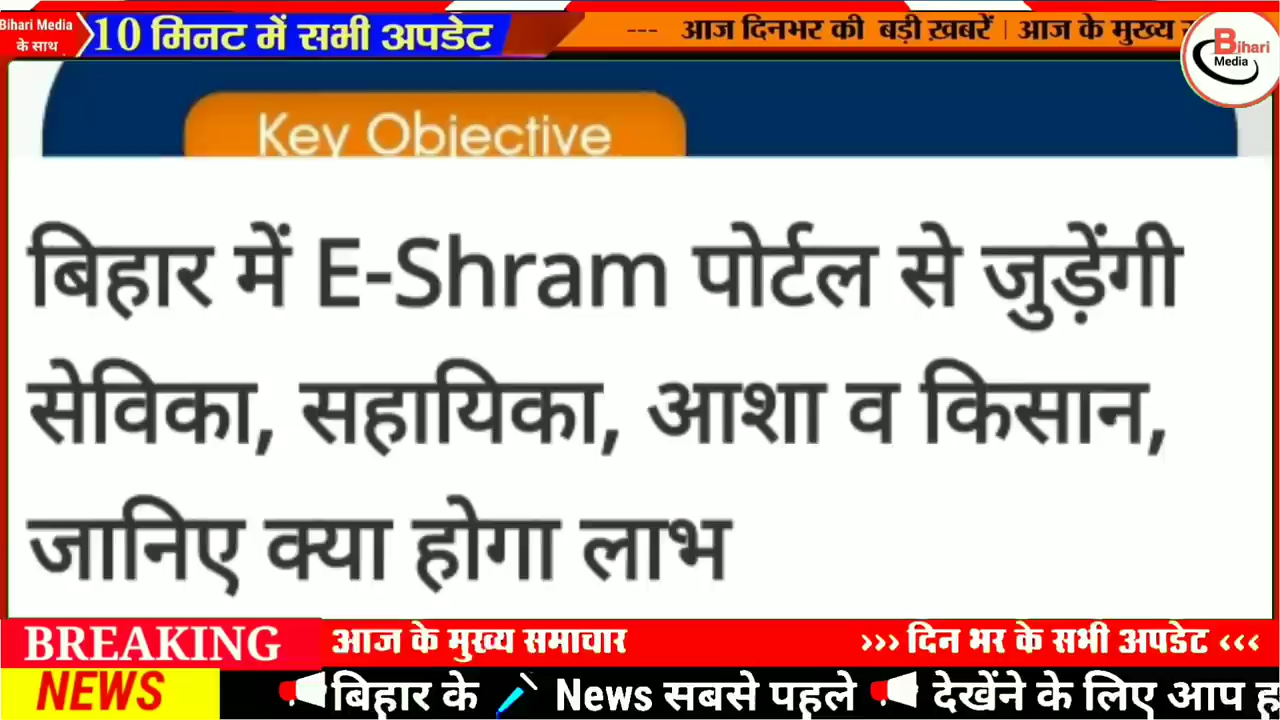 Bihari Media
के साथ
10 मिनट में सभी अपडेट
--- आज दिनभर की बड़ी ख़बरें | आज के मुख्य
Bihari
Media
Key Objective
बिहार में E-Shram पोर्टल से जुड़ेंगी
सेविका, सहायिका, आशा व किसान,
जानिए क्या होगा लाभ
BREAKING
NEWS
आज के मुख्य समाचार
>>> दिन भर के सभी अपडेट <<<
बिहार के News सबसे पहले देखेंने के लिए आप